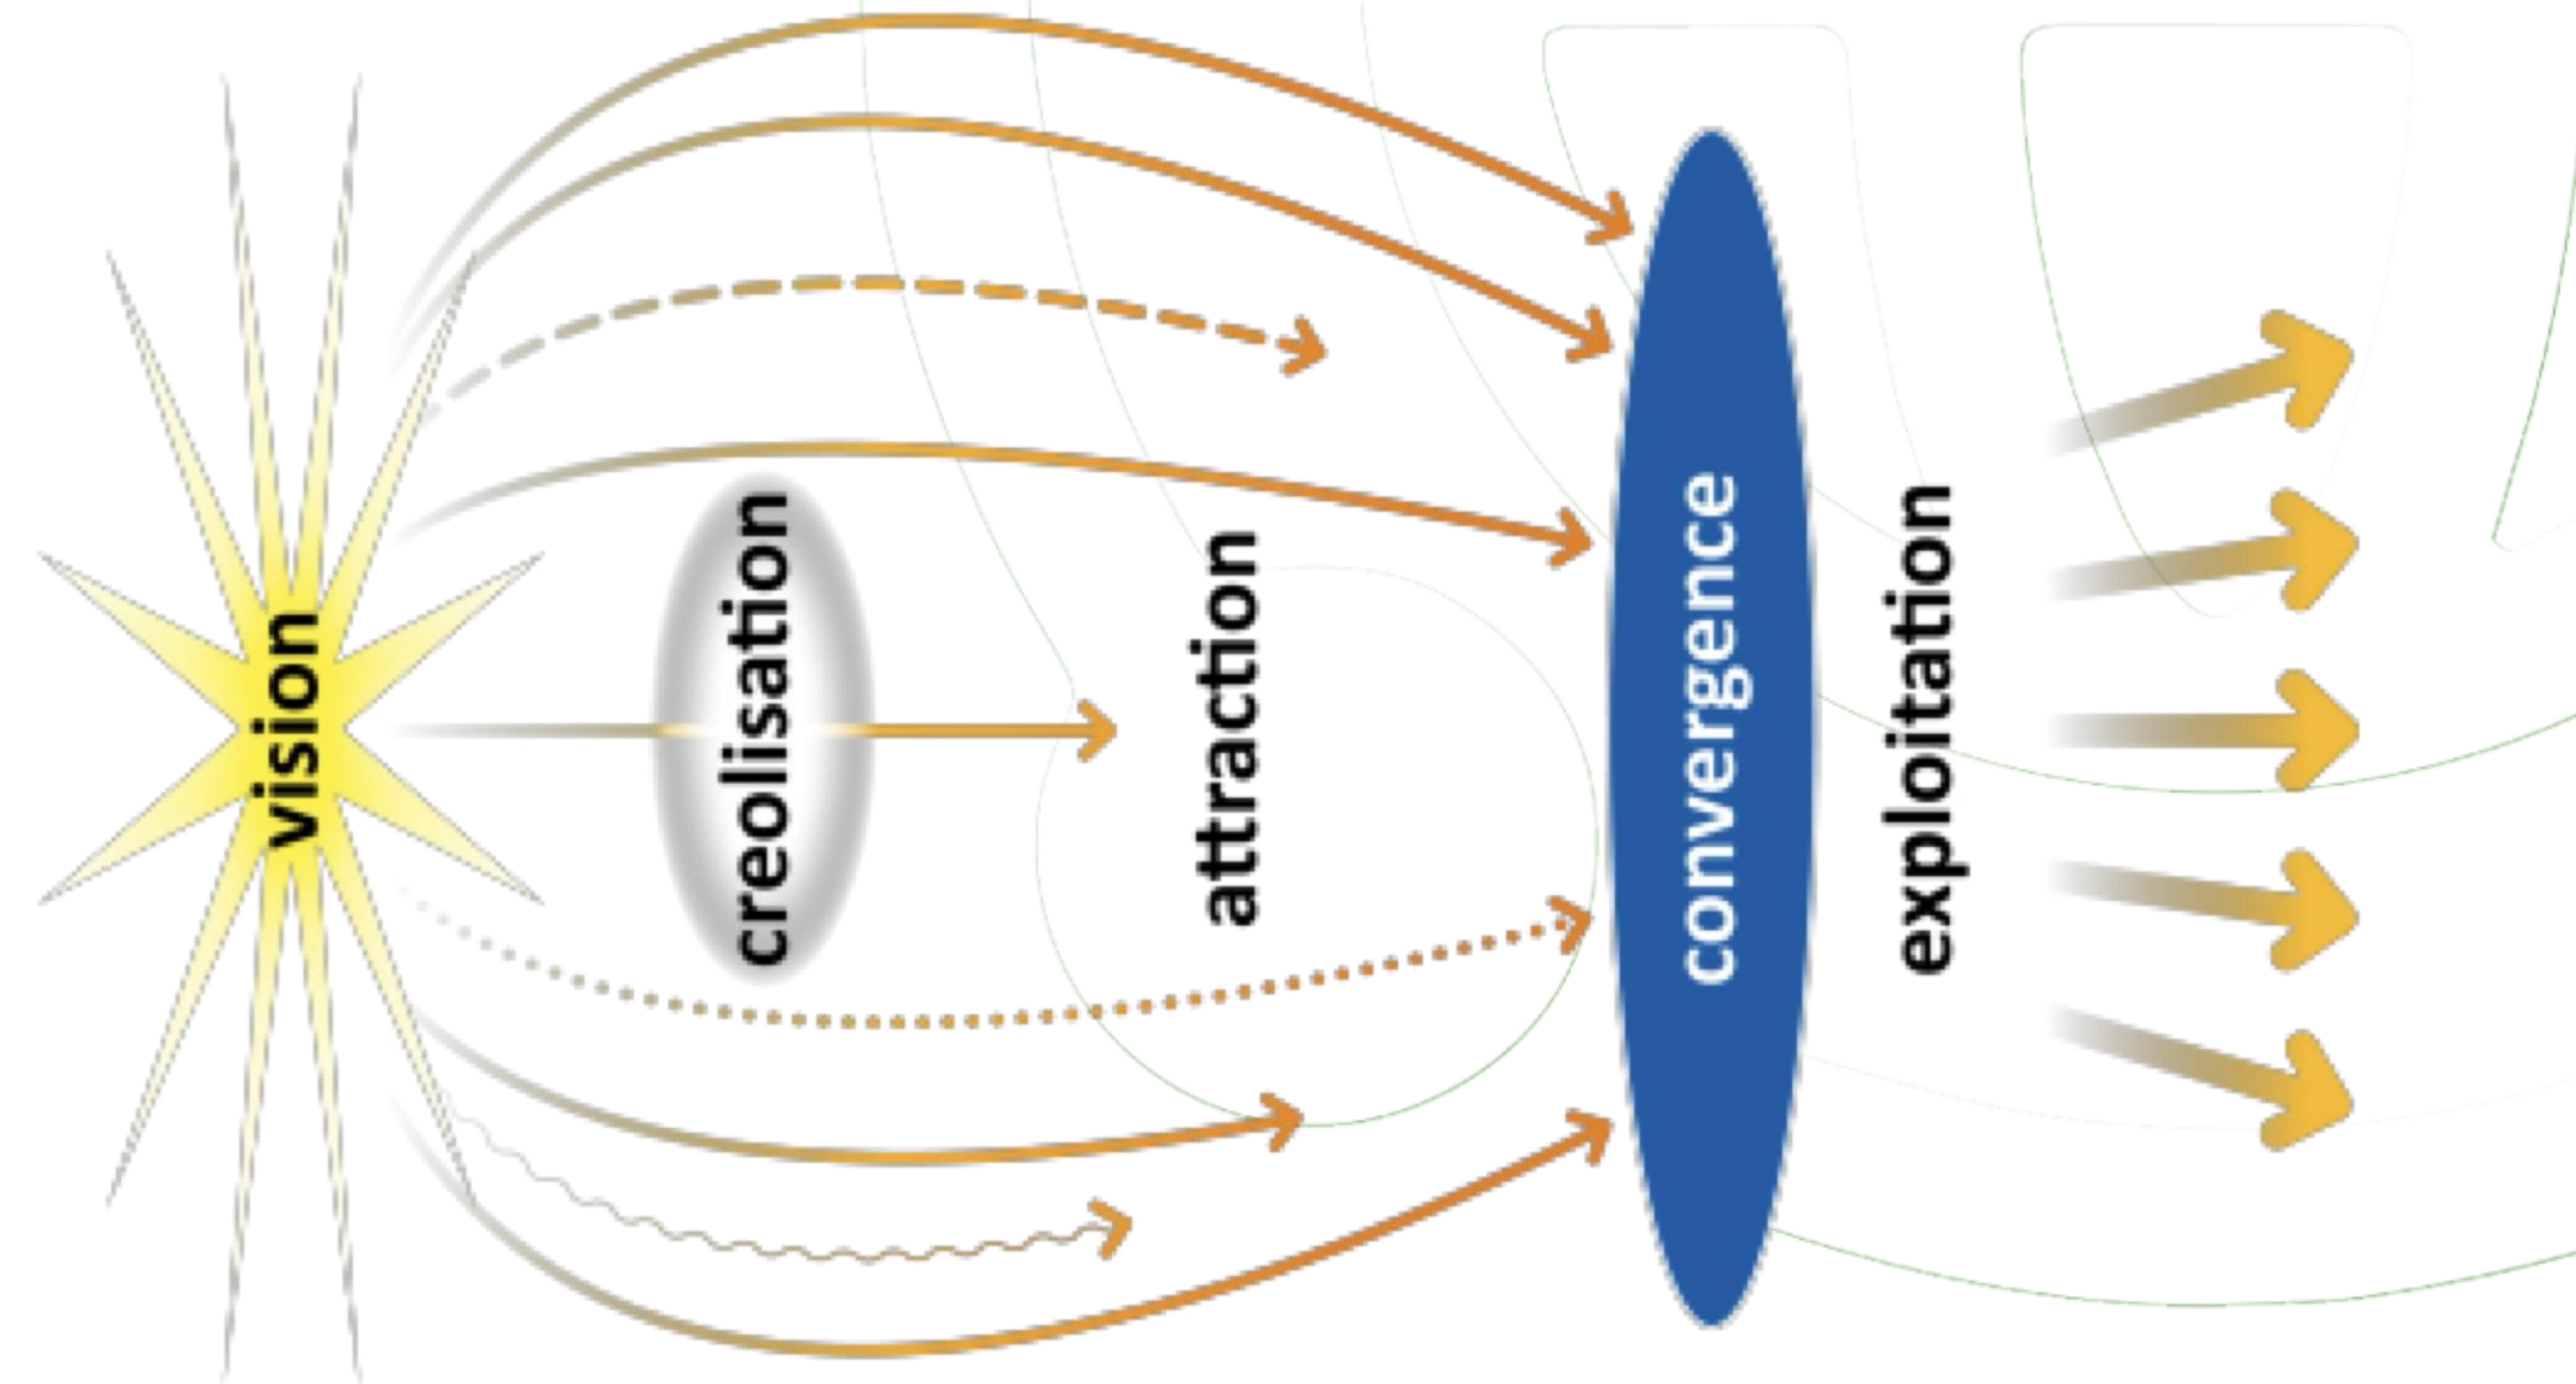 vision
creolisation
attraction
convergence
exploitation